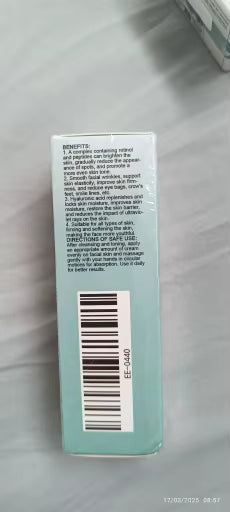 BENEFITS:
1. A complex containing retinol
and peptides can brighten the
skin, gradually reduce the appear-
ance of spots, and promote a
more even skin tone.
2. Smooth facial wrinkles, support
skin elasticity, improve skin firm-
ness, and reduce eye bags, crow's
feet, smile lines, etc.
3. Hyaluronic acid replenishes and
locks skin moisture, improves skin
moisture, restore the skin barrier,
and reduces the impact of ultravio-
let rays on the skin.
4. Suitable for all types of skin,
firming and softening the skin,
making the face more youthful.
DIRECTIONS OF SAFE USE:
After cleansing and toning, apply
an appropriate amount of cream
evenly on facial skin and massage
gently with your hands in circular
motions for absorption. Use it daily
for better results.
EE-0440
17/03/2025 08:57